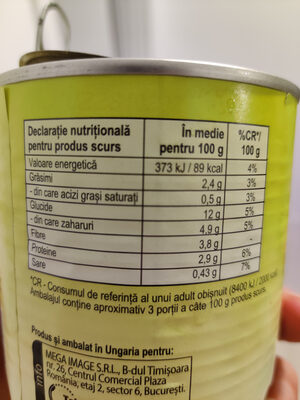 Declarație nutrițională pentru produs scurs În medie pentru 100 g %CR*/ 100 g
Valoare energetică 373 kJ / 89 kcal 4%
Grăsimi 2,4 g 3%
- din care acizi grași saturați 0,5 g 3%
Glucide 12 g 5%
- din care zaharuri 4,9 g 5%
Fibre 3,8 g -
Proteine 2,9 g 6%
Sare 0,43 g 7%
*CR - Consumul de referință al unui adult obișnuit (8400 kJ / 2000 kcal).
Ambalajul conține aproximativ 3 porții a câte 100 g produs scurs.
Produs și ambalat în Ungaria pentru:
MEGA IMAGE S.R.L., B-dul Timișoara
nr. 26, Centrul Comercial Plaza
România, etaj 2, sector 6, București.
info